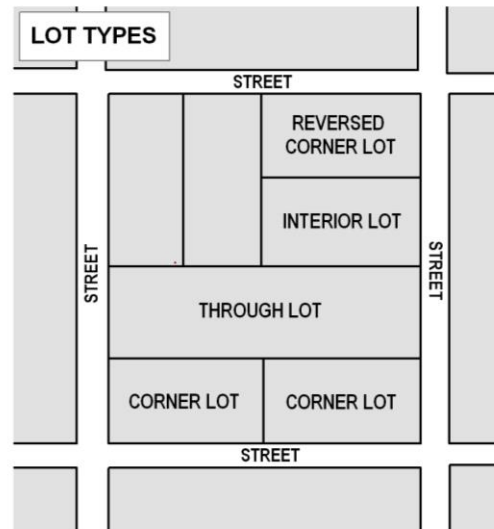 LOT TYPES
STREET
REVERSED
CORNER LOT
INTERIOR LOT
STREET
STREET
THROUGH LOT
CORNER LOT
CORNER LOT
STREET